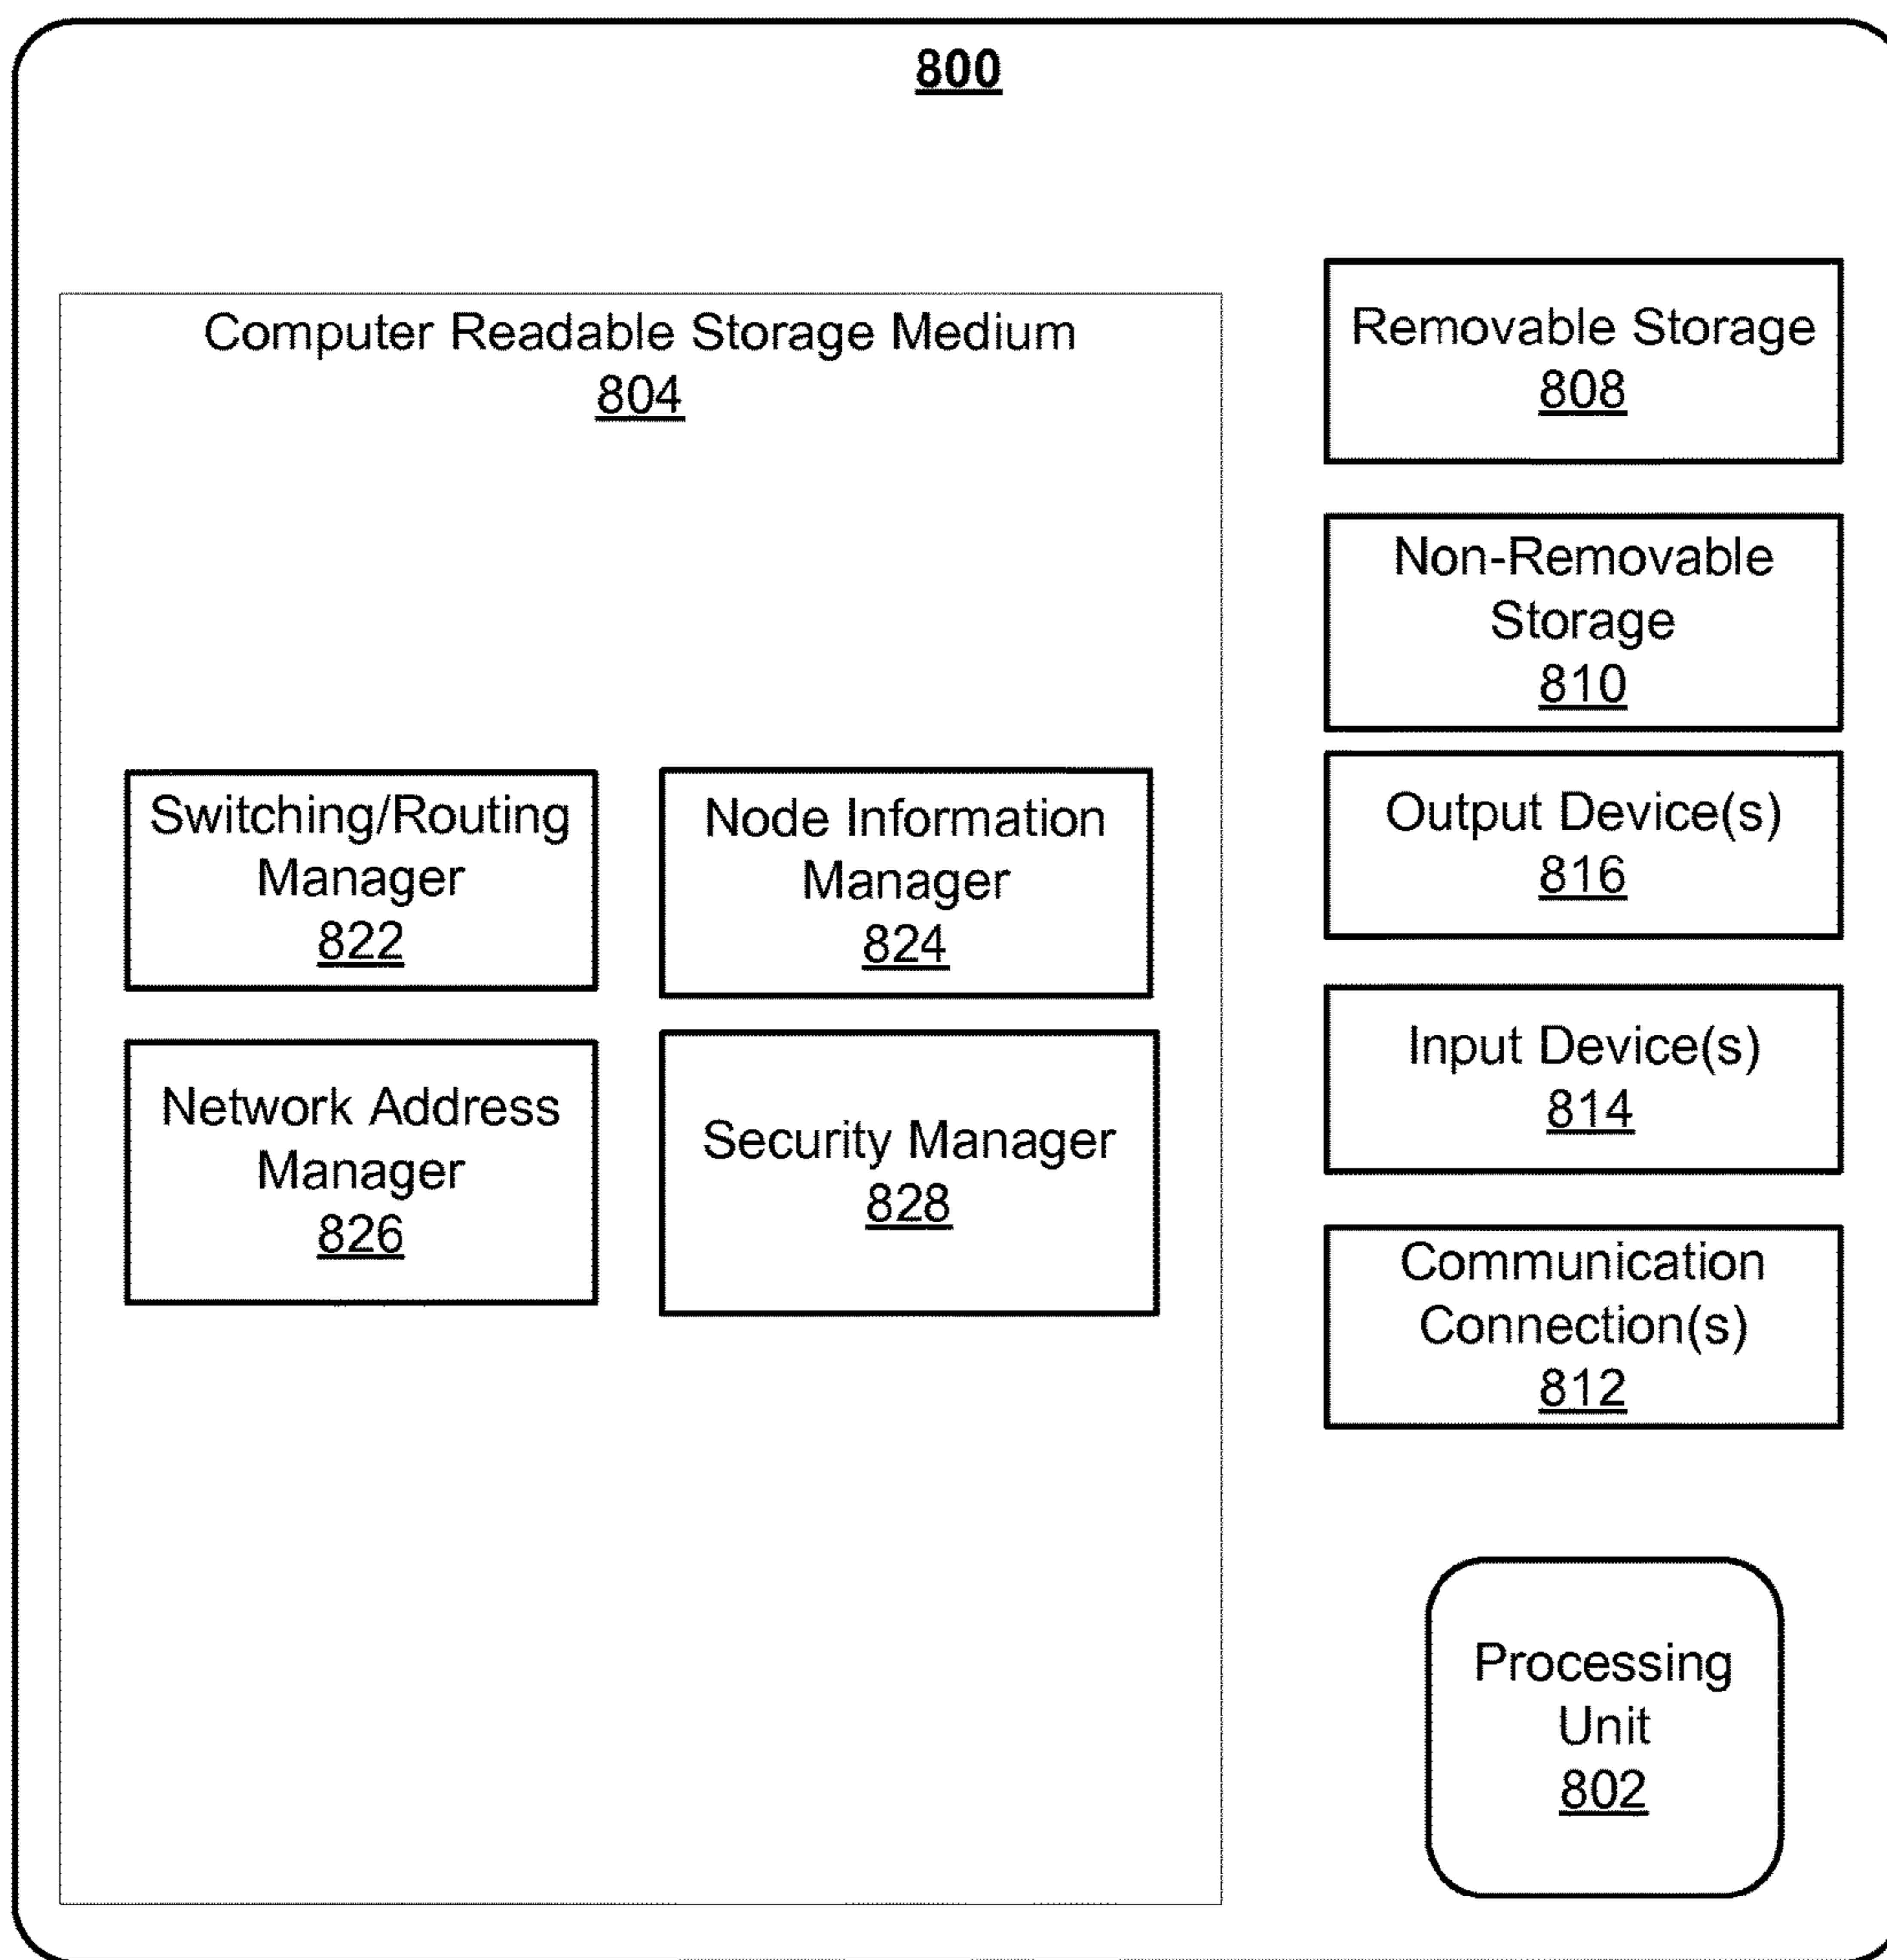 800
Computer Readable Storage Medium
804
Switching/Routing
Manager
822
Node Information
Manager
824
Network Address
Manager
826
Security Manager
828
Removable Storage
808
Non-Removable
Storage
810
Output Device(s)
816
Input Device(s)
814
Communication
Connection(s)
812
Processing
Unit
802